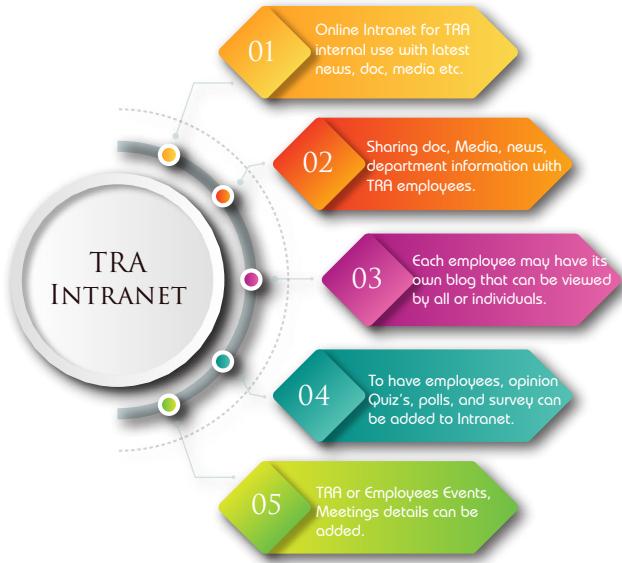 TRA
INTRANET
01
Online Intranet for TRA
internal use with latest
news, doc, media etc.
02
Sharing doc, Media, news,
department information with
TRA employees.
03
Each employee may have its
own blog that can be viewed
by all or individuals.
04
To have employees, opinion
Quiz's, polls, and survey can
be added to Intranet.
05
TRA or Employees Events,
Meetings details can be
added.